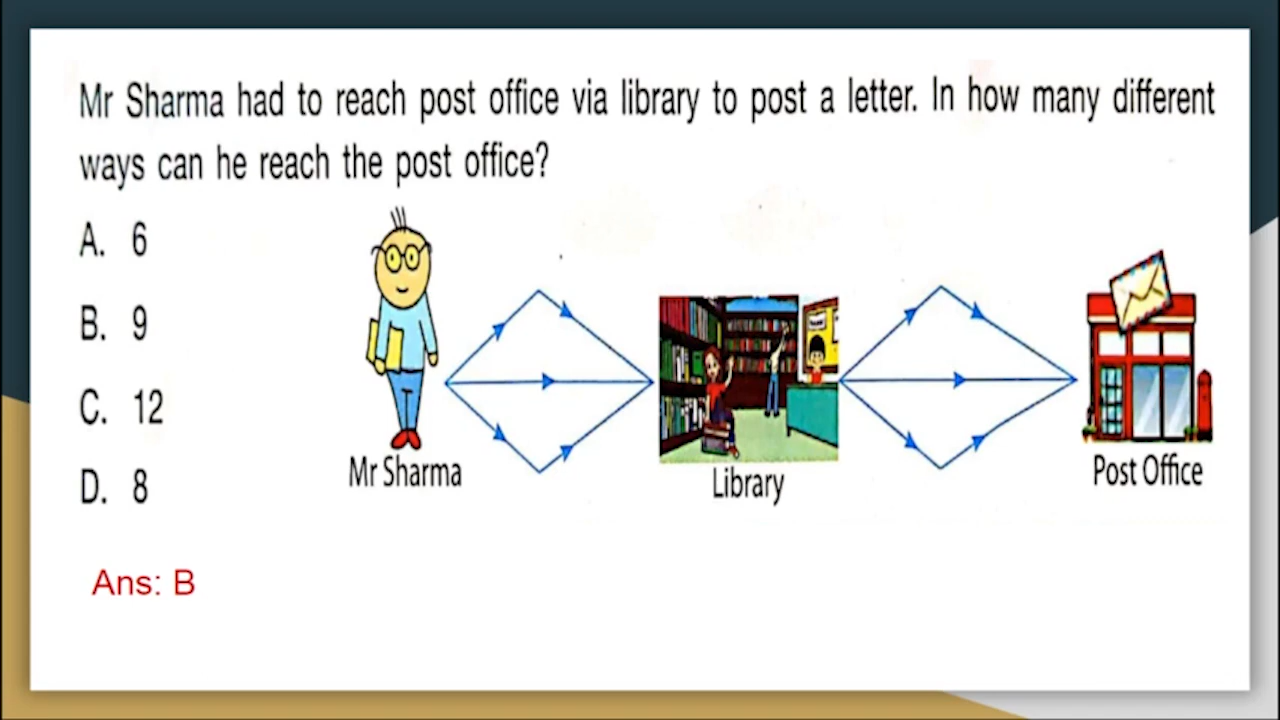 Mr Sharma had to reach post office via library to post a letter. In how many different
ways can he reach the post office?
A. 6
B. 9
C. 12
D. 8
Mr Sharma
Library
Post Office
Ans: B